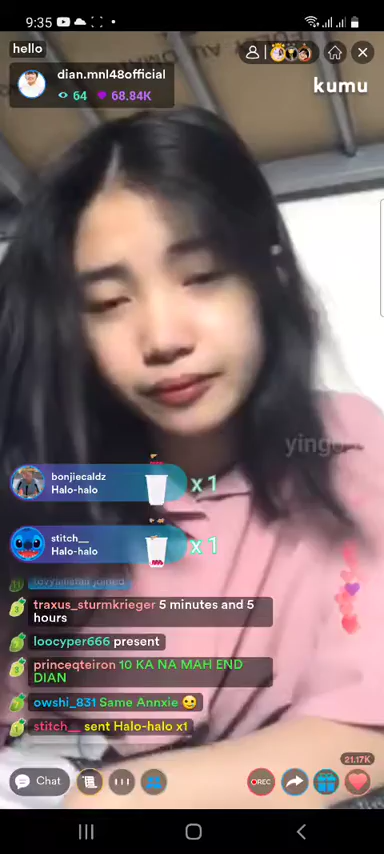 9:35
hello
dian.mnl48official
64 68.84K
kumu
yingu
bonjiecaldz
Halo-halo
x 1
stitch__
Halo-halo
x 1
joined
traxus_sturmkrieger 5 minutes and 5
hours
loocyper666 present
princeqteiron 10 KA NA MAH END
DIAN
owshi_831 Same Annxie
stitch__ sent Halo-halo x1
21.17K
Chat
REC